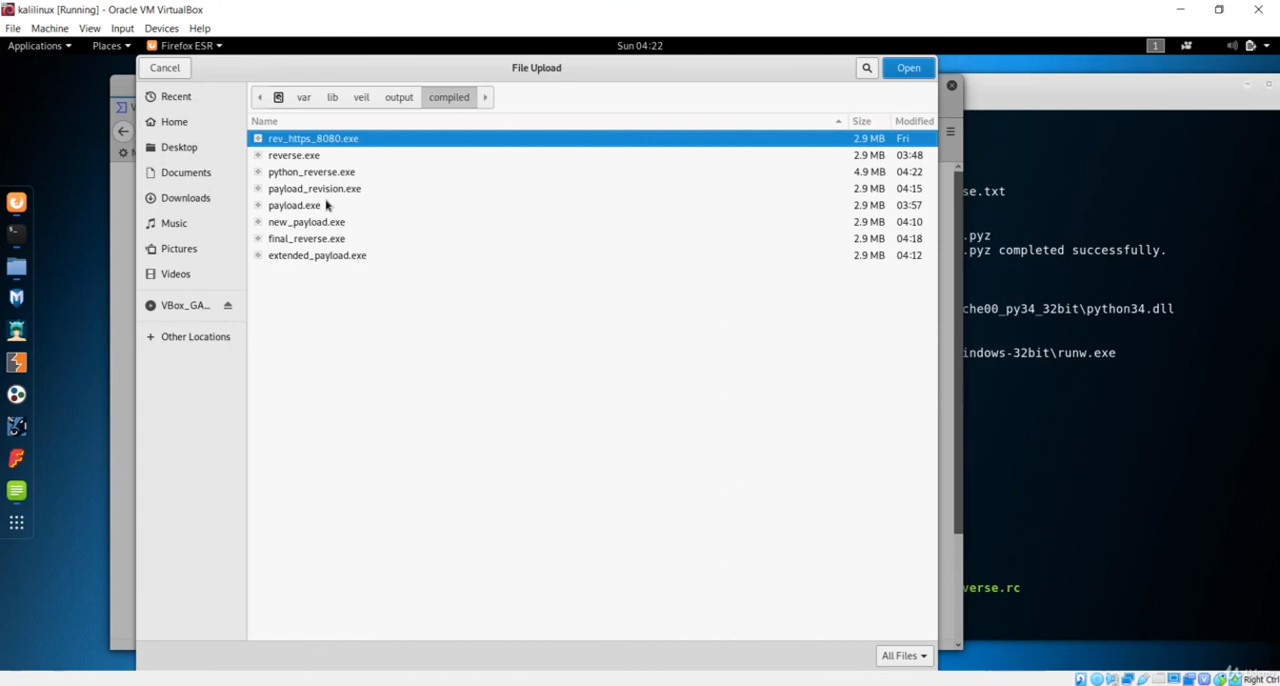 kalilinux [Running] - Oracle VM VirtualBox
File Machine View Input Devices Help
Applications Places Firefox ESR Sun 04:22 1
Cancel File Upload Open
Recent
Home
Desktop
Documents
Downloads
Music
Pictures
Videos
VBox_GA...
+ Other Locations
var lib veil output compiled
Name Size Modified
rev_https_8080.exe 2.9 MB Fri
reverse.exe 2.9 MB 03:48
python_reverse.exe 4.9 MB 04:22
payload_revision.exe 2.9 MB 04:15
payload.exe 2.9 MB 03:57
new_payload.exe 2.9 MB 04:10
final_reverse.exe 2.9 MB 04:18
extended_payload.exe 2.9 MB 04:12
All Files
se.txt
.pyz
.pyz completed successfully.
che00_py34_32bit\python34.dll
indows-32bit\runw.exe
verse.rc
Right Ctrl